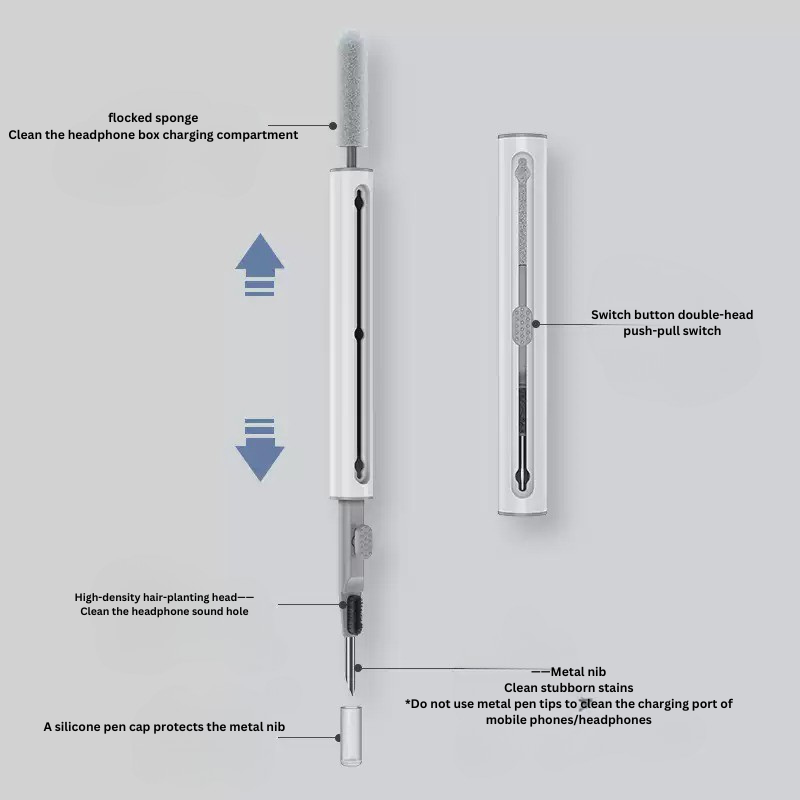 flocked sponge
Clean the headphone box charging compartment
Switch button double-head
push-pull switch
High-density hair-planting head——
Clean the headphone sound hole
——Metal nib
Clean stubborn stains
*Do not use metal pen tips to clean the charging port of
mobile phones/headphones
A silicone pen cap protects the metal nib